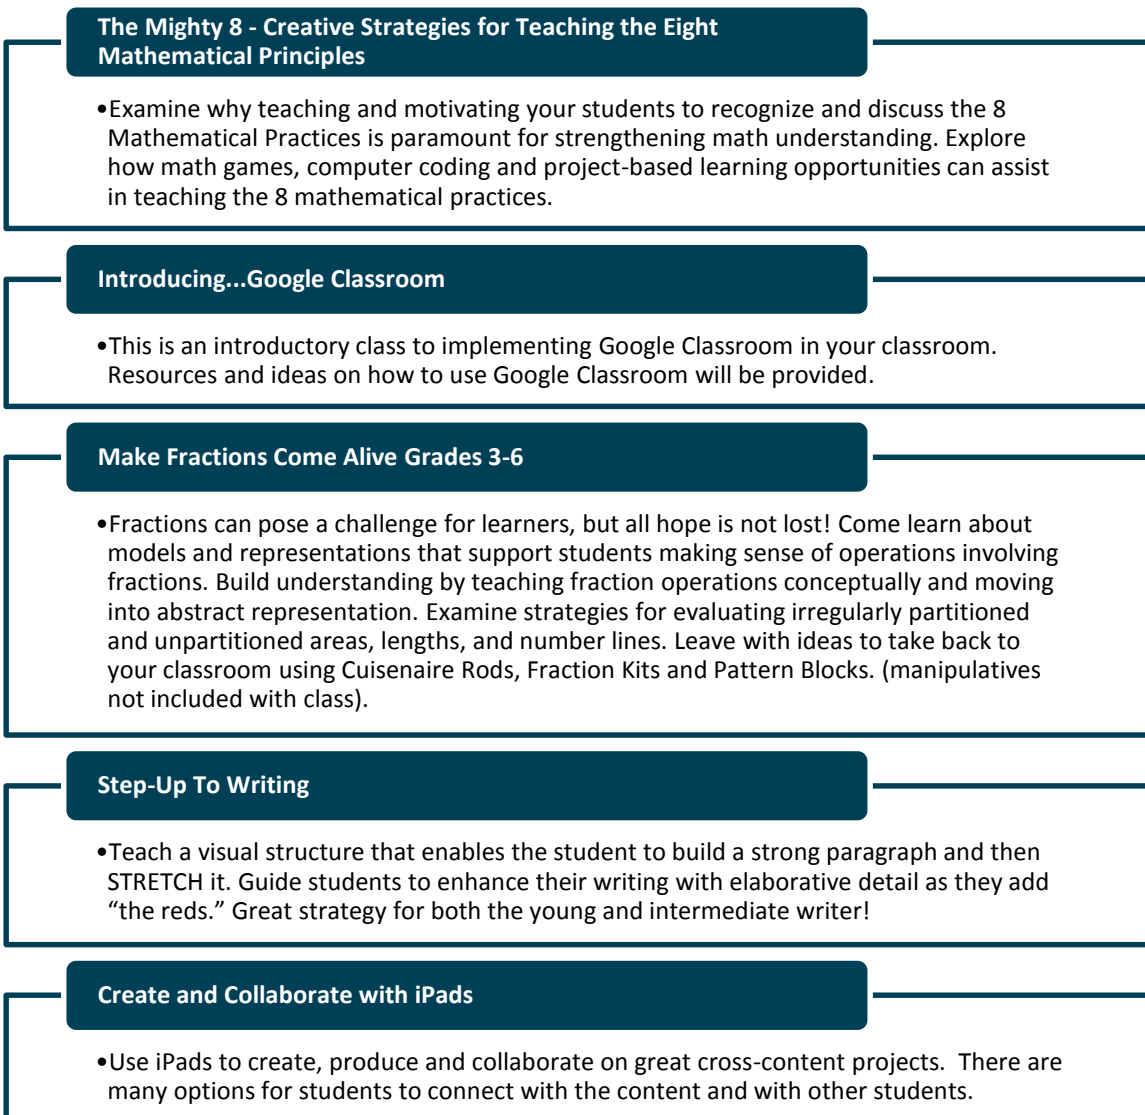 The Mighty 8 - Creative Strategies for Teaching the Eight
Mathematical Principles
•Examine why teaching and motivating your students to recognize and discuss the 8
Mathematical Practices is paramount for strengthening math understanding. Explore
how math games, computer coding and project-based learning opportunities can assist
in teaching the 8 mathematical practices.
Introducing...Google Classroom
•This is an introductory class to implementing Google Classroom in your classroom.
Resources and ideas on how to use Google Classroom will be provided.
Make Fractions Come Alive Grades 3-6
•Fractions can pose a challenge for learners, but all hope is not lost! Come learn about
models and representations that support students making sense of operations involving
fractions. Build understanding by teaching fraction operations conceptually and moving
into abstract representation. Examine strategies for evaluating irregularly partitioned
and unpartitioned areas, lengths, and number lines. Leave with ideas to take back to
your classroom using Cuisenaire Rods, Fraction Kits and Pattern Blocks. (manipulatives
not included with class).
Step-Up To Writing
•Teach a visual structure that enables the student to build a strong paragraph and then
STRETCH it. Guide students to enhance their writing with elaborative detail as they add
“the reds.” Great strategy for both the young and intermediate writer!
Create and Collaborate with iPads
•Use iPads to create, produce and collaborate on great cross-content projects.  There are
many options for students to connect with the content and with other students.